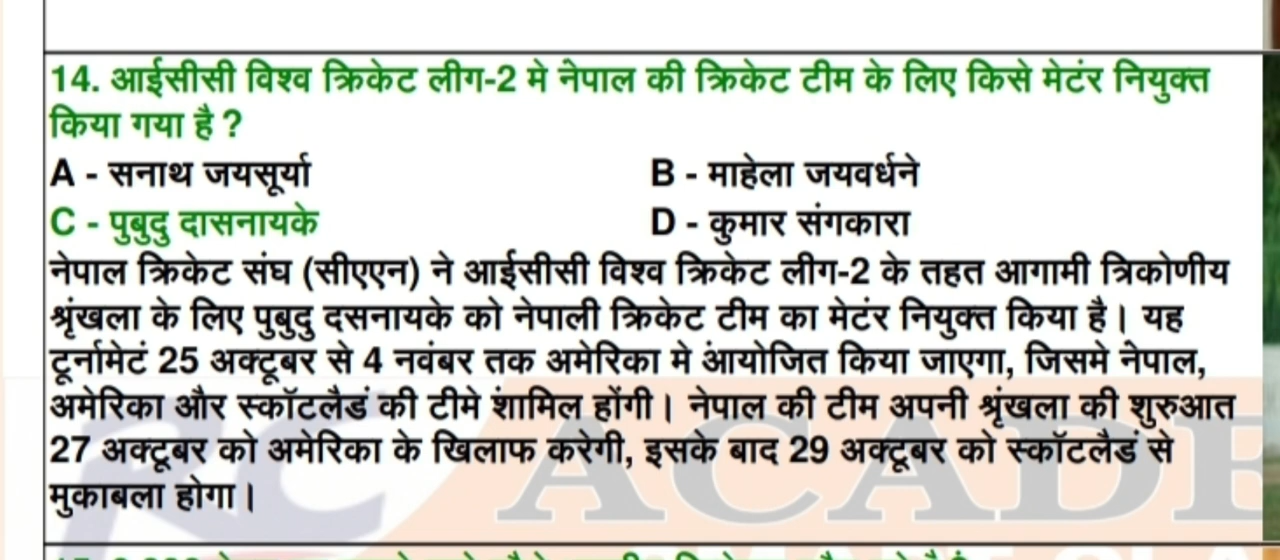 14. आईसीसी विश्व क्रिकेट लीग-2 मे नेपाल की क्रिकेट टीम के लिए किसे मेटंर नियुक्त
किया गया है ?
A - सनाथ जयसूर्या B - माहेला जयवर्धने
C - पुबुदु दासनायके D - कुमार संगकारा
नेपाल क्रिकेट संघ (सीएएन) ने आईसीसी विश्व क्रिकेट लीग-2 के तहत आगामी त्रिकोणीय
श्रृंखला के लिए पुबुदु दसनायके को नेपाली क्रिकेट टीम का मेटंर नियुक्त किया है। यह
टूर्नामेटं 25 अक्टूबर से 4 नवंबर तक अमेरिका मे आंयोजित किया जाएगा, जिसमे नेपाल,
अमेरिका और स्कॉटलैडं की टीमे शंामिल होंगी। नेपाल की टीम अपनी श्रृंखला की शुरुआत
27 अक्टूबर को अमेरिका के खिलाफ करेगी, इसके बाद 29 अक्टूबर को स्कॉटलैडं से
मुकाबला होगा।